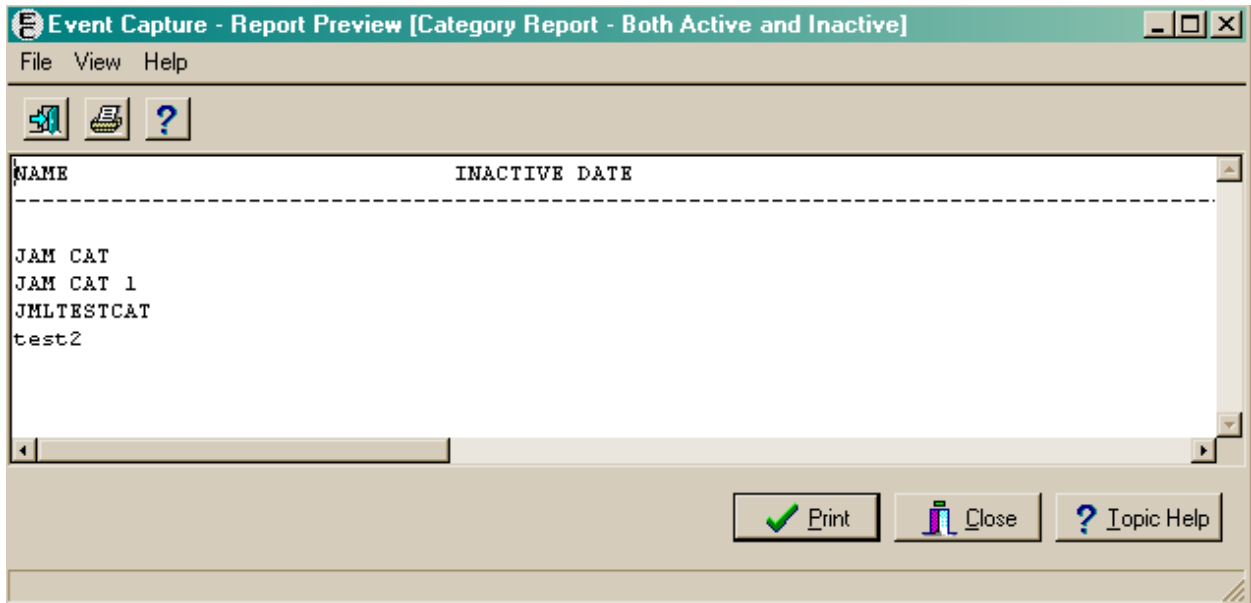 Event Capture - Report Preview [Category Report - Both Active and Inactive]
File View Help
NAME INACTIVE DATE
--------------------------------------------------------------------------------------
JAM CAT
JAM CAT 1
JMLTESTCAT
test2
Print Close ? Topic Help